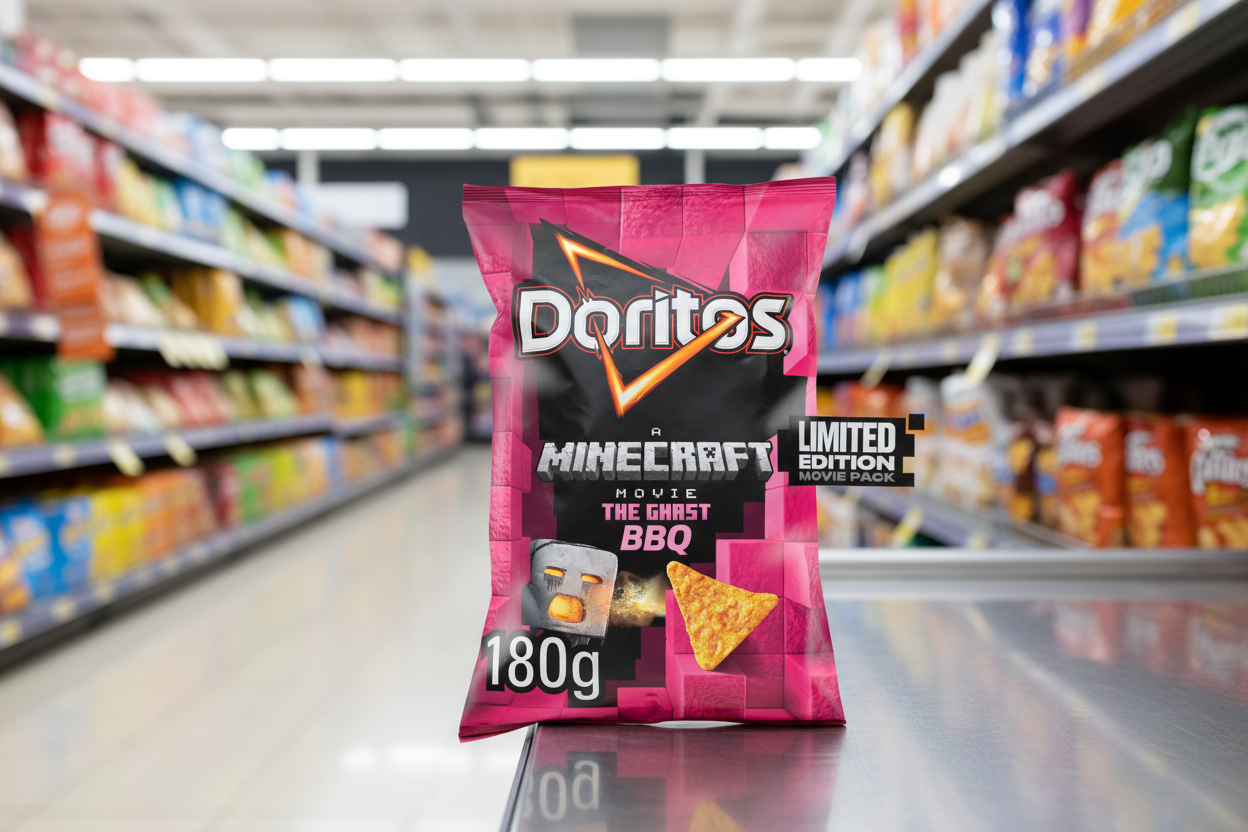 Doritos
A
MINECRAFT
MOVIE
THE GHAST
BBQ
LIMITED
EDITION
MOVIE PACK
180g